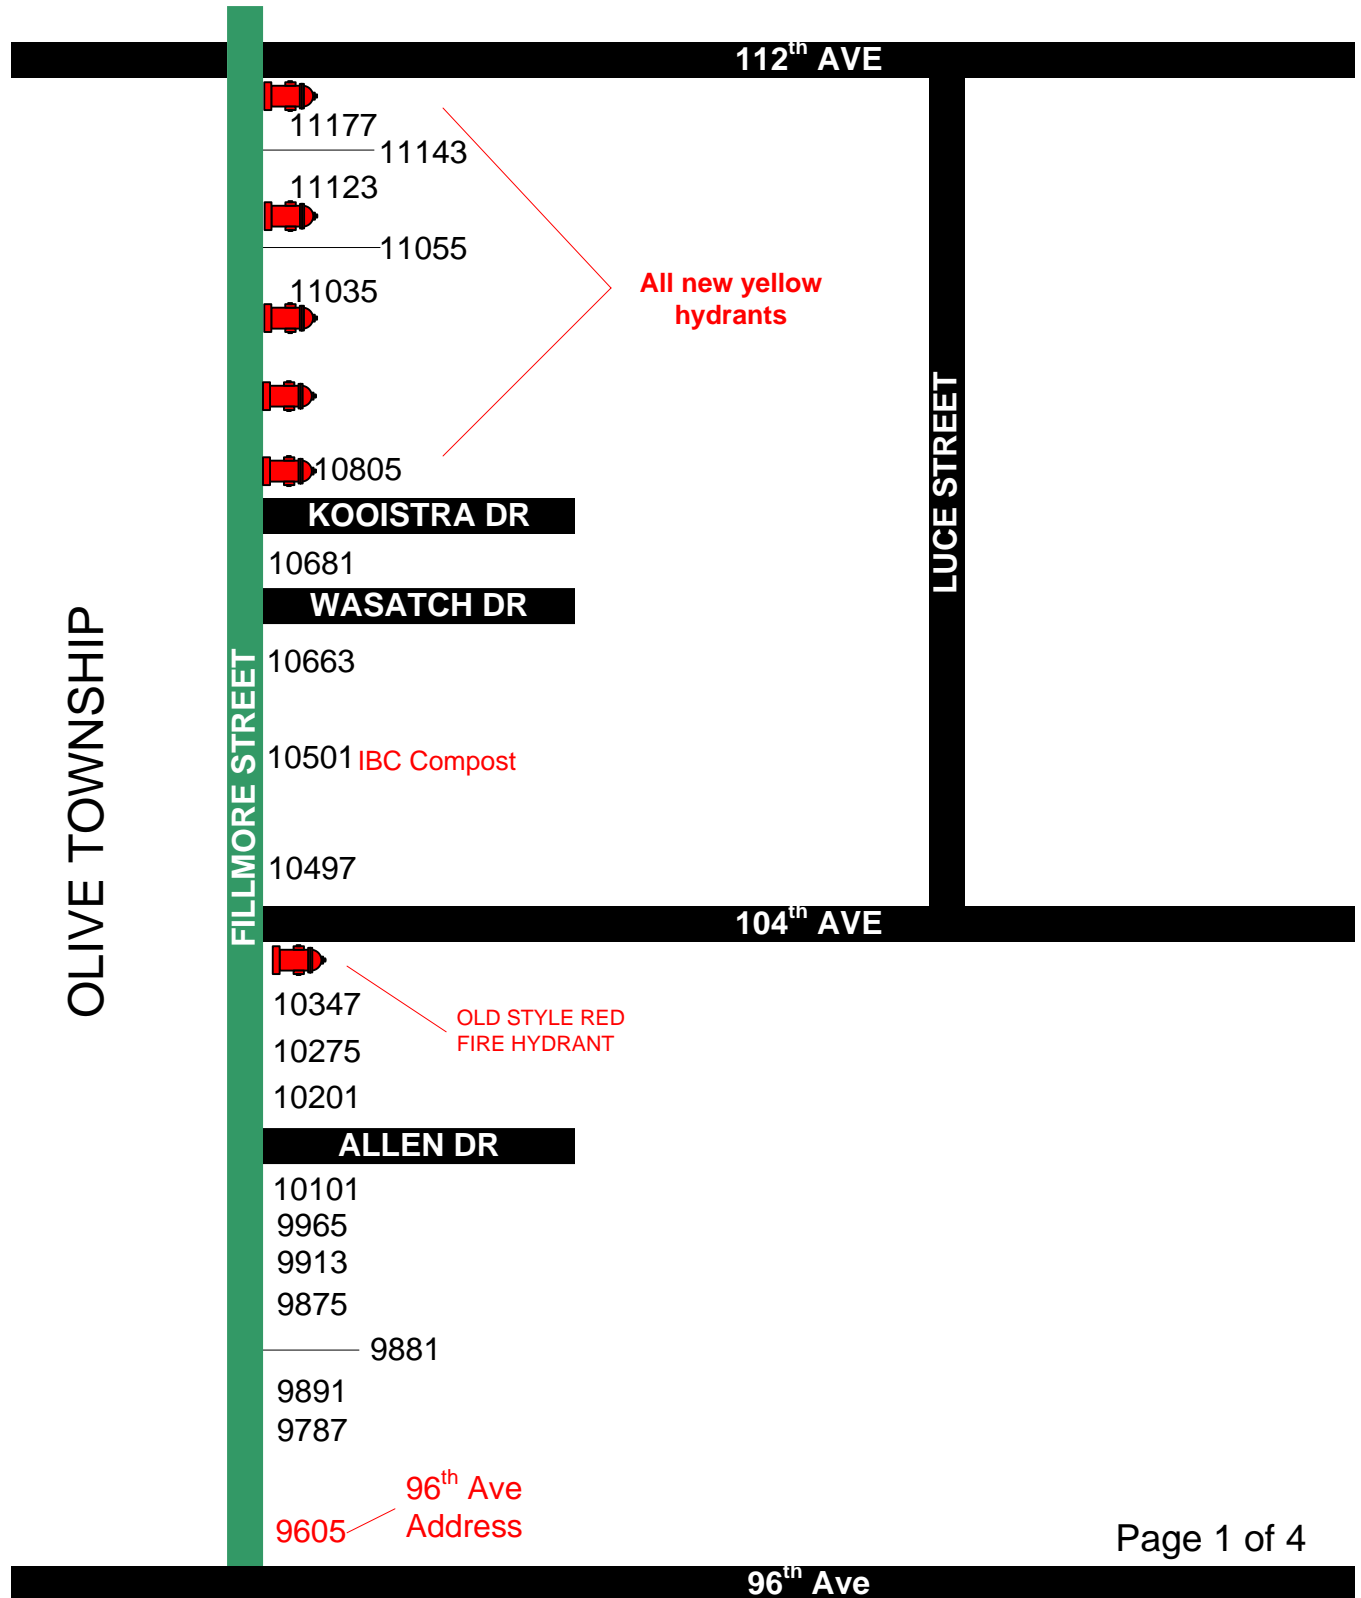 112th AVE
11177
11143
11123
11055
11035
All new yellow
hydrants
10805
KOOISTRA DR
10681
WASATCH DR
LUCE STREET
10663
OLIVE TOWNSHIP
FILLMORE STREET
10501 IBC Compost
10497
104th AVE
10347
OLD STYLE RED
FIRE HYDRANT
10275
10201
ALLEN DR
10101
9965
9913
9875
9881
9891
9787
96th Ave
Address
9605
Page 1 of 4
96th Ave